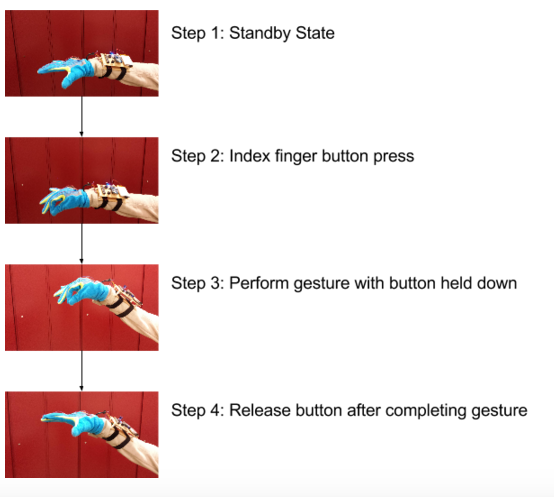 Step 1: Standby State
Step 2: Index finger button press
Step 3: Perform gesture with button held down
Step 4: Release button after completing gesture